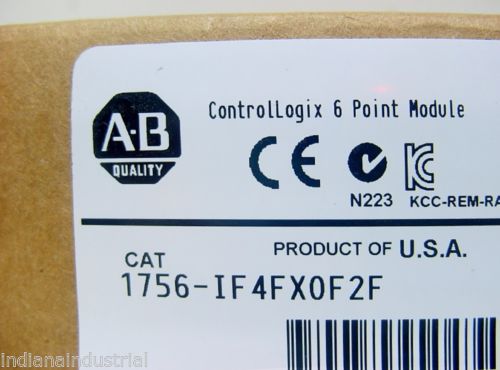 A-B
QUALITY
ControlLogix 6 Point Module
CE
N223
KCC-REM-RA
PRODUCT OF U.S.A.
CAT
1756-IF4FXOF2F
indianaindustrial